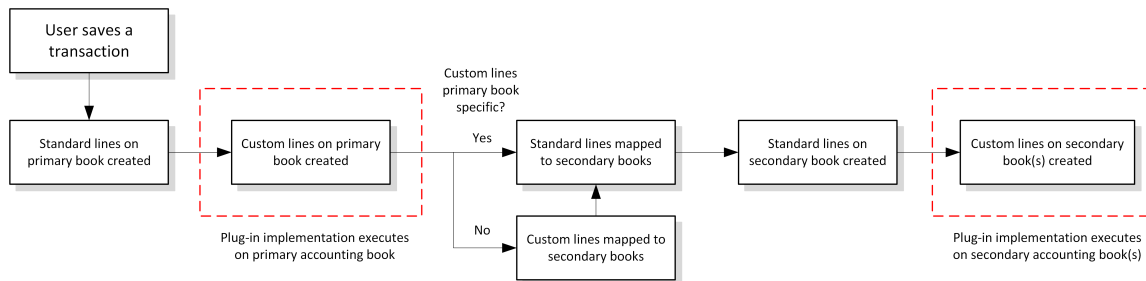 User saves a
transaction
Standard lines on
primary book created
Custom lines on primary
book created
Plug-in implementation executes
on primary accounting book
Custom lines
primary book
specific?
Yes
No
Standard lines mapped
to secondary books
Custom lines mapped to
secondary books
Standard lines on
secondary book created
Custom lines on secondary
book(s) created
Plug-in implementation executes
on secondary accounting book(s)